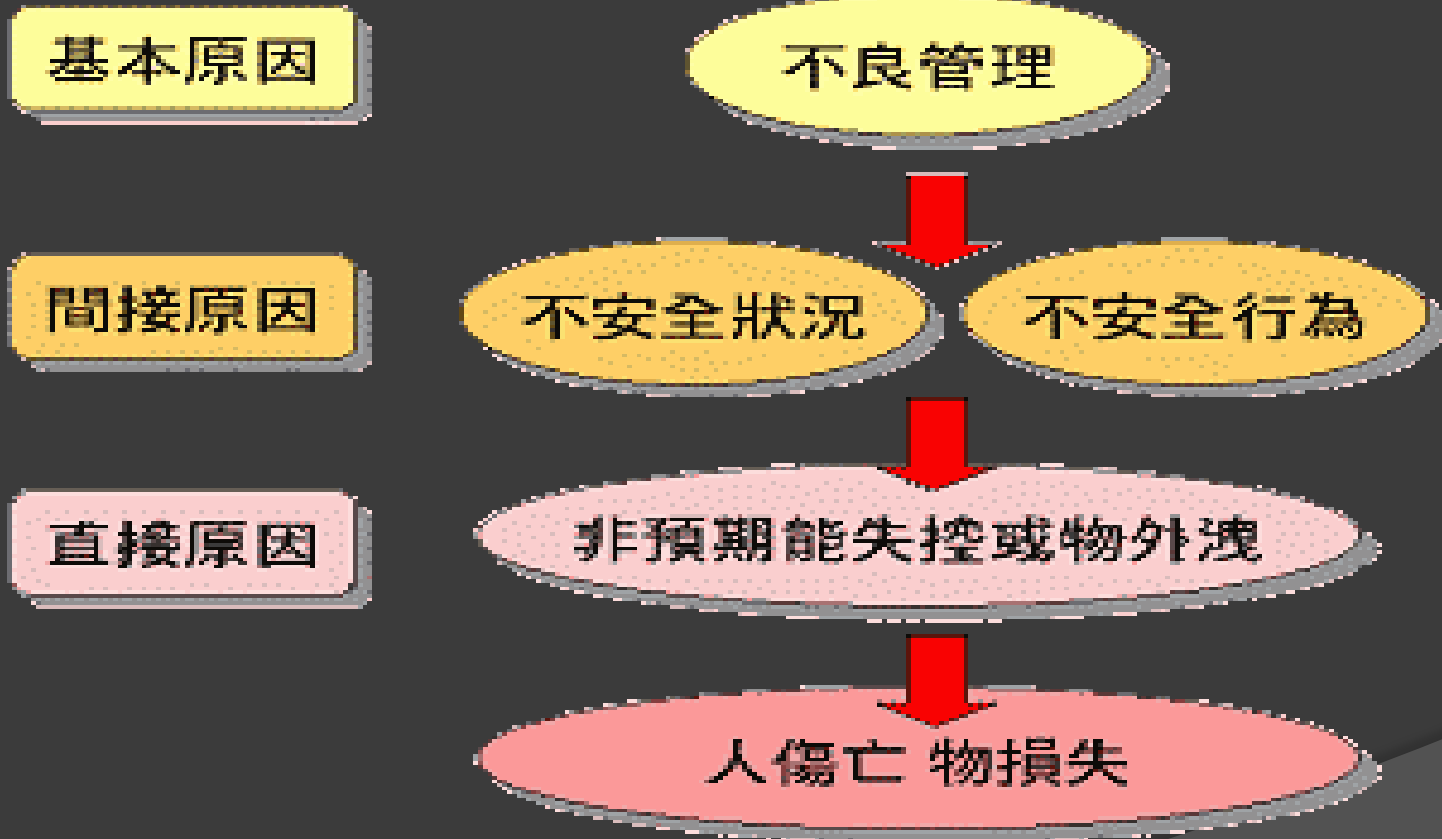 基本原因
不良管理
間接原因
不安全狀況
不安全行為
直接原因
非預期能失控或物外洩
人傷亡 物損失